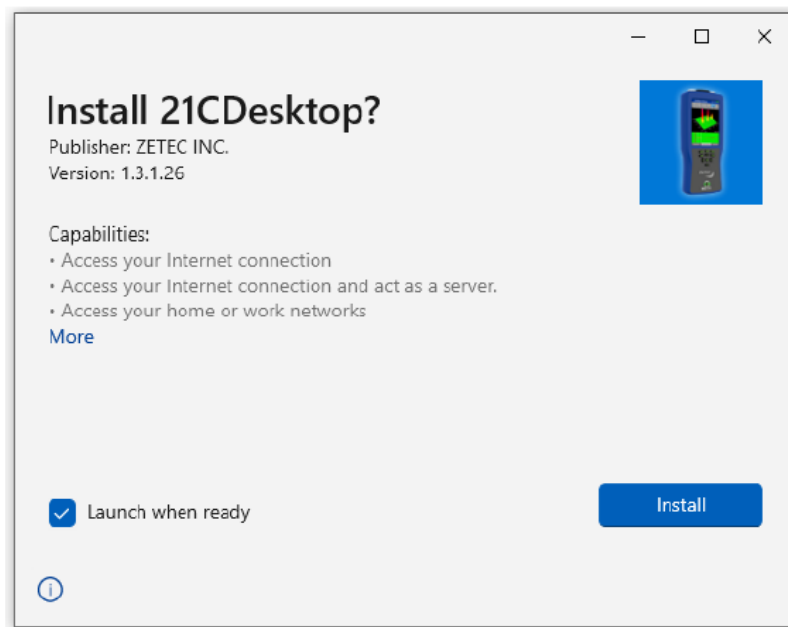 Install 21CDesktop?
Publisher: ZETEC INC.
Version: 1.3.1.26
Capabilities:
• Access your Internet connection
• Access your Internet connection and act as a server.
• Access your home or work networks
More
Launch when ready
Install